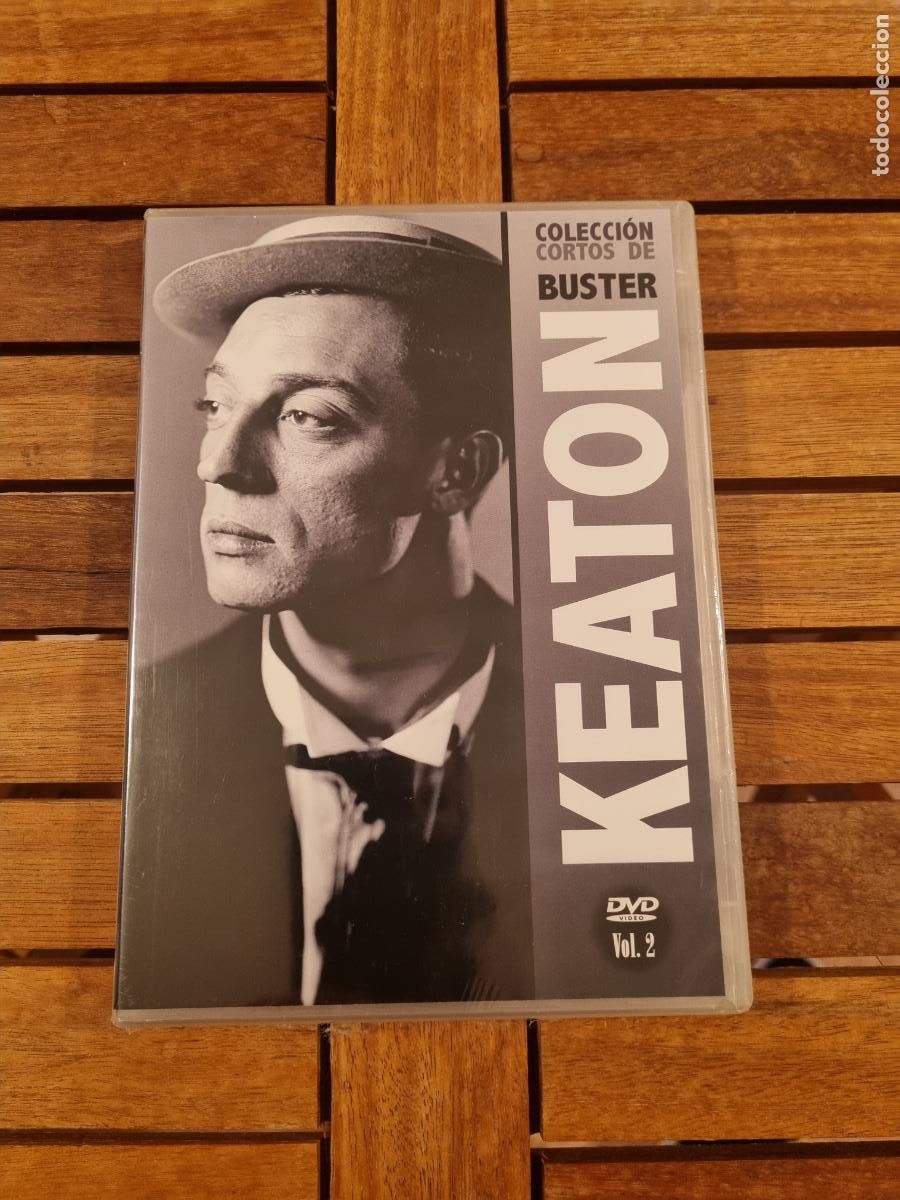 COLECCIÓN
CORTOS DE
BUSTER
KEATON
DVD
VIDEO
Vol. 2
todocoleccion